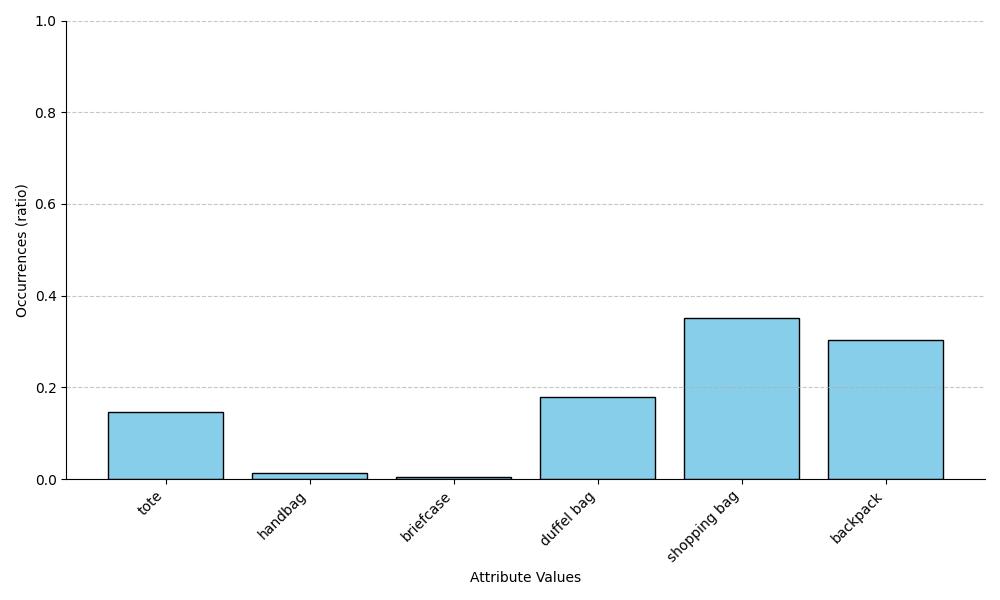 1.0
0.8
0.6
0.4
0.2
0.0
Occurrences (ratio)
tote
handbag
briefcase
duffel bag
shopping bag
backpack
Attribute Values